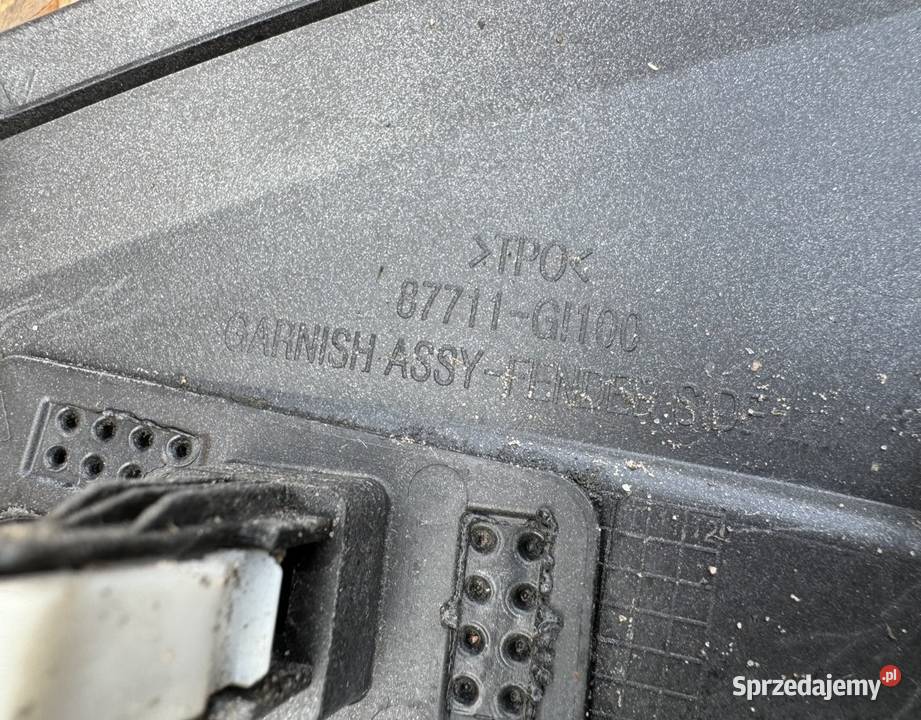 >TPO<
87711-GI100
GARNISH ASSY-FENDER SIDE
Sprzedajemy.pl